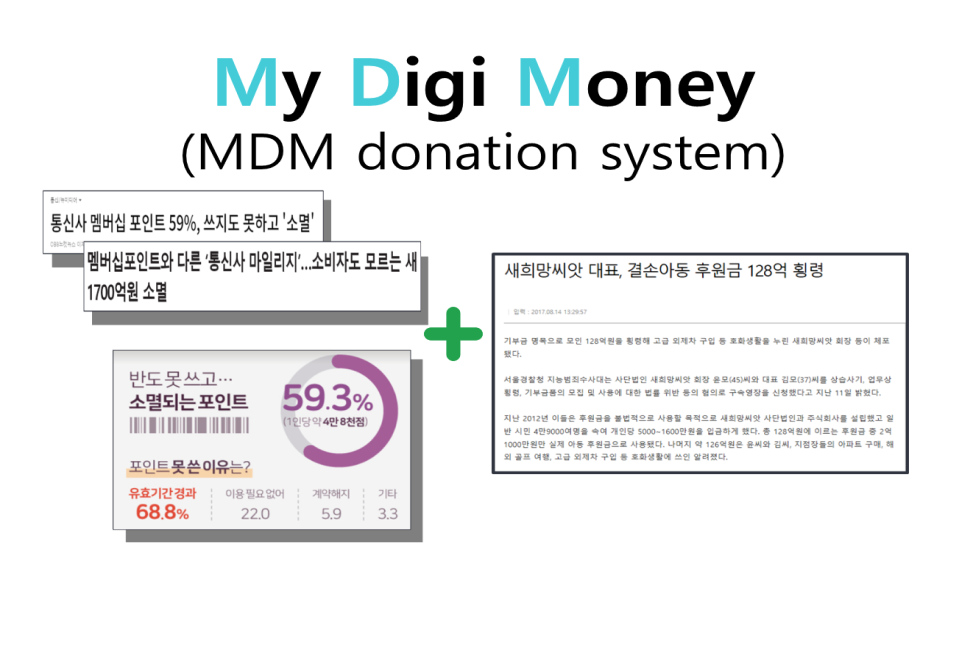 My Digi Money
(MDM donation system)
통신/미디어
통신사 멤버십 포인트 59%, 쓰지도 못하고 '소멸'
멤버십포인트와 다른 '통신사 마일리지'...소비자도 모르는 새
1700억원 소멸
반도 못 쓰고…
소멸되는 포인트
59.3%
(1인당 약 4만 8천점)
포인트 못 쓴 이유는?
유효기간 경과
68.8%
이용 필요 없어
22.0
계약해지
5.9
기타
3.3
새희망씨앗 대표, 결손아동 후원금 128억 횡령
입력 : 2017.08.14 13:29:57
기부금 명목으로 모인 128억원을 횡령해 고급 외제차 구입 등 호화생활을 누린 새희망씨앗 회장 등이 체포
됐다.
서울경찰청 지능범죄수사대는 사단법인 새희망씨앗 회장 윤모(45)씨와 대표 김모(37)씨를 상습사기, 업무상
횡령, 기부금품의 모집 및 사용에 대한 법률 위반 등의 혐의로 구속영장을 신청했다고 지난 11일 밝혔다.
지난 2012년 이들은 후원금을 불법적으로 사용할 목적으로 새희망씨앗 사단법인과 주식회사를 설립했고 일
반 시민 4만9000여명을 속여 개인당 5000~1600만원을 입금하게 했다. 총 128억원에 이르는 후원금 중 2억
1000만원만 실제 아동 후원금으로 사용됐다. 나머지 약 126억원은 윤씨와 김씨, 지점장들의 아파트 구매, 해
외 골프 여행, 고급 외제차 구입 등 호화생활에 쓰인 알려졌다.